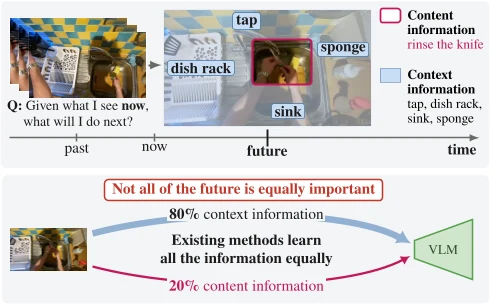 tap
sponge
dish rack
sink
Content
information
rinse the knife
Context
information
tap, dish rack,
sink, sponge
Q: Given what I see now,
what will I do next?
past
now
future
time
Not all of the future is equally important
80% context information
Existing methods learn
all the information equally
20% content information
VLM